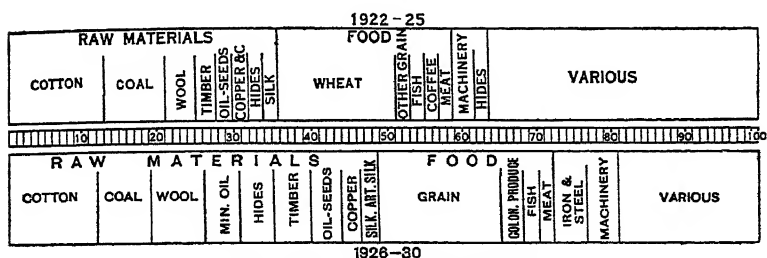 1922-25
RAW MATERIALS FOOD
COTTON COAL WOOL TIMBER OIL-SEEDS COPPER &C HIDES SILK WHEAT OTHER GRAIN FISH COFFEE MEAT MACHINERY HIDES VARIOUS
10 20 30 40 50 60 70 80 90 100
RAW MATERIALS FOOD
COTTON COAL WOOL MIN. OIL HIDES TIMBER OIL-SEEDS COPPER SILK, ART. SILK GRAIN COLON. PRODUCE FISH MEAT IRON & STEEL MACHINERY VARIOUS
1926-30